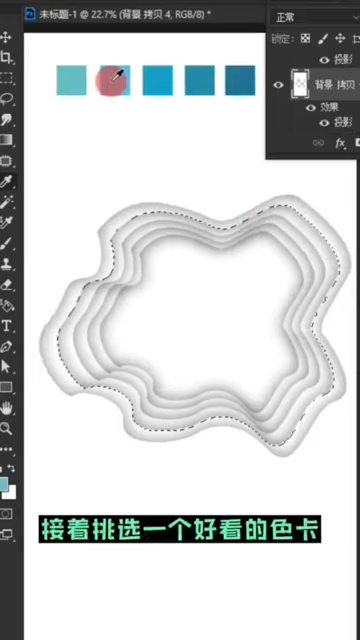 未标题-1 @ 22.7% (背景 拷贝 4, RGB/8) *
正常
锁定:
投影
背景 拷贝
效果
投影
fx
接着挑选一个好看的色卡